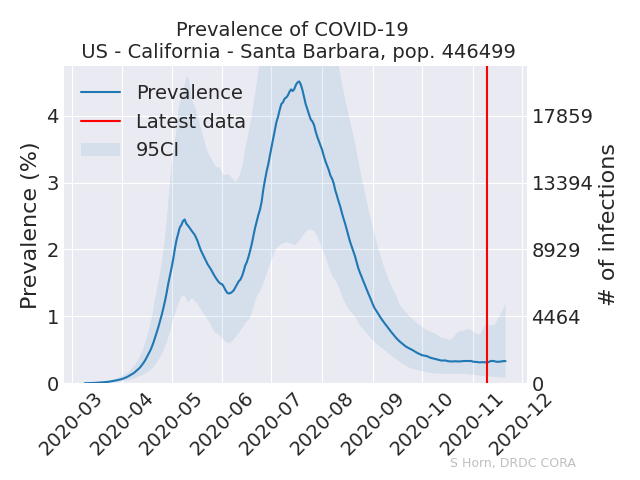 Prevalence of COVID-19
US - California - Santa Barbara, pop. 446499
Prevalence
Latest data
95CI
Prevalence (%)
4
3
2
1
0
17859
13394
8929
4464
0
# of infections
2020-03
2020-04
2020-05
2020-06
2020-07
2020-08
2020-09
2020-10
2020-11
2020-12
S Horn, DRDC CORA